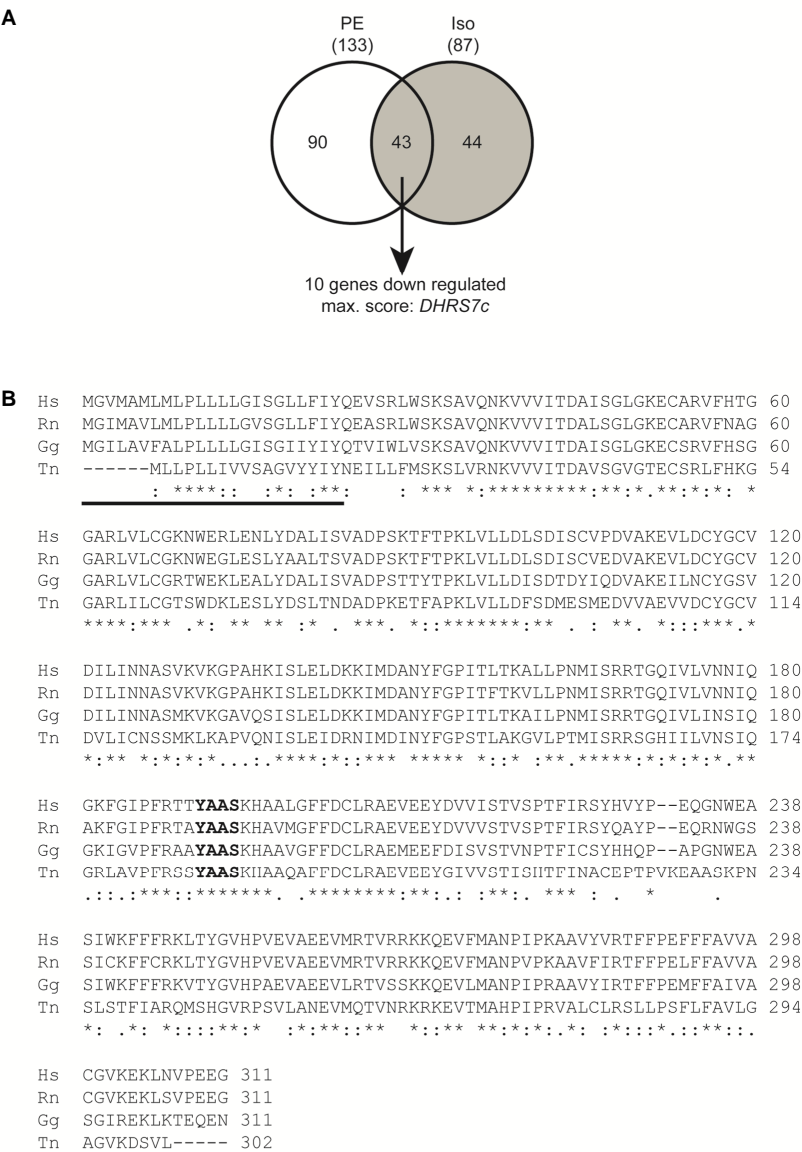 A
PE
(133)
Iso
(87)
90
43
44
10 genes down regulated
max. score: DHRS7c
B
Hs MGVMAMLMLPLLLLGISGLLFIYQEVSRLWSKSAVQNKVVVITDAISGLGKECARVFHTG 60
Rn MGIMAVLMLPLLLLGVSGLLFIYQEASRLWSKSAVQNKVVVITDALSGLGKECARVFNAG 60
Gg MGILAVFALPLLLLGISGIIYIYQTVIWLVSKSAVQNKVVVITDAISGLGKECSRVFHSG 60
Tn ------MLLPLLIVVSAGVYYIYNEILLFMSKSLVRNKVVVITDAVSGVGTECSRLFHKG 54
: ****:: :*: :**: : *** *:*********:**:*.**:*:*: *
Hs GARLVLCGKNWERLENLYDALISVADPSKTFTPKLVLLDLSDISCVPDVAKEVLDCYGCV 120
Rn GARLVLCGKNWEGLESLYAALTSVADPSKTFTPKLVLLDLSDISCVEDVAKEVLDCYGCV 120
Gg GARLVLCGRTWEKLEALYDALISVADPSTTYTPKLVLLDISDTDYIQDVAKEILNCYGSV 120
Tn GARLILCGTSWDKLESLYDSLTNDADPKETFAPKLVLLDFSDMESMEDVVAEVVDCYGCV 114
****:*** .*: ** ** :* . ***. *::*******:** . : **. *:::***.*
Hs DILINNASVKVKGPAHKISLELDKKIMDANYFGPITLTKALLPNMISRRTGQIVLVNNIQ 180
Rn DILINNASVKVKGPAHKISLELDKKIMDANYFGPITFTKVLLPNMISRRTGQIVLVNNIQ 180
Gg DILINNASMKVKGAVQSISLELDRNIMDANYFGPITLTKAILPNMISRRTGQIVLINSIQ 180
Tn DVLICNSSMKLKAPVQNISLEIDRNIMDINYFGPSTLAKGVLPTMISRRSGHIILVNSIQ 174
*:** *:*:*:*...:.****:*::*** ***** *::* :**.*****:*:*:*:*.**
Hs GKFGIPFRTTYAASKHAALGFFDCLRAEVEEYDVVISTVSPTFIRSYHVYP--EQGNWEA 238
Rn AKFGIPFRTAYAASKHAVMGFFDCLRAEVEEYDVVVSTVSPTFIRSYQAYP--EQRNWGS 238
Gg GKIGVPFRAAYAASKHAAVGFFDCLRAEMEEFDISVSTVNPTFICSYHHQP--APGNWEA 238
Tn GRLAVPFRSSYAASKHAAQAFFDCLRAEVEEYGIVVSTISHTFINACEPTPVKEAASKPN 234
.::.:***::*******. .********:**:.: :**:. *** : . * .
Hs SIWKFFFRKLTYGVHPVEVAEEVMRTVRRKKQEVFMANPIPKAAVYVRTFFPEFFFAVVA 298
Rn SICKFFCRKLTYGVHPVEVAEEVMRTVRRKKQEVFMANPVPKAAVFIRTFFPELFFAVVA 298
Gg SIWKFFFRKVTYGVHPAEVAEEVLRTVSSKKQEVLMANPIPRAAVYIRTFFPEMFFAIVA 298
Tn SLSTFIARQMSHGVRPSVLANEVMQTVNRKRKEVTMAHPIPRVALCLRSLLPSFLFAVLG 294
*: .*: *::::**:* :*:**::** *::** **:*:*:.*: :*:::*.::**::.
Hs CGVKEKLNVPEEG 311
Rn CGVKEKLSVPEEG 311
Gg SGIREKLKTEQEN 311
Tn AGVKDSVL----- 302